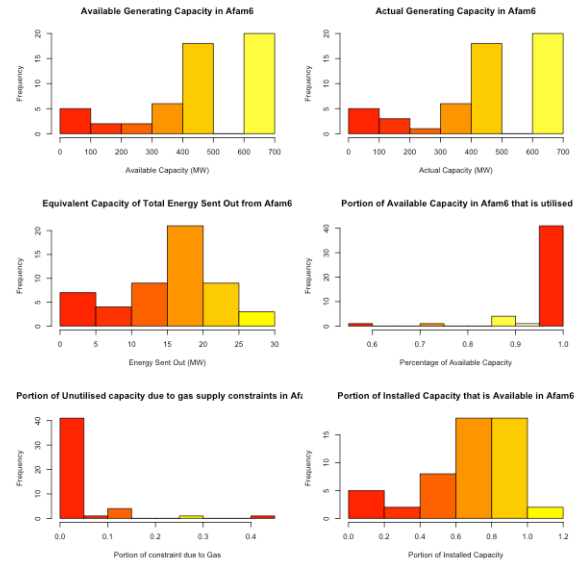 Available Generating Capacity in Afam6
Frequency
0 5 10 15 20
0 100 200 300 400 500 600 700
Available Capacity (MW)
Actual Generating Capacity in Afam6
Frequency
0 5 10 15 20
0 100 200 300 400 500 600 700
Actual Capacity (MW)
Equivalent Capacity of Total Energy Sent Out from Afam6
Frequency
0 5 10 15 20
0 5 10 15 20 25 30
Energy Sent Out (MW)
Portion of Available Capacity in Afam6 that is utilised
Frequency
0 10 20 30 40
0.6 0.7 0.8 0.9 1.0
Percentage of Available Capacity
Portion of Unutilised capacity due to gas supply constraints in Afa
Frequency
0 10 20 30 40
0.0 0.1 0.2 0.3 0.4
Portion of constraint due to Gas
Portion of Installed Capacity that is Available in Afam6
Frequency
0 5 10 15
0.0 0.2 0.4 0.6 0.8 1.0 1.2
Portion of Installed Capacity